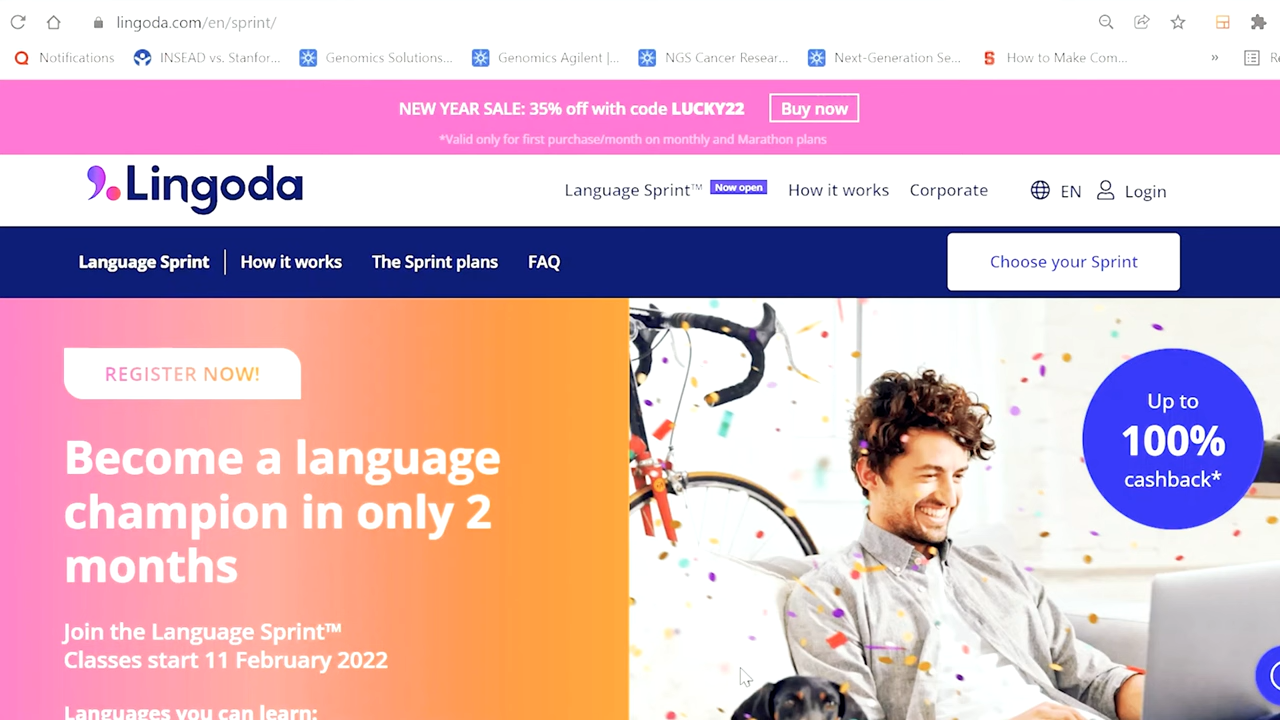 lingoda.com/en/sprint/
Notifications INSEAD vs. Stanfor... Genomics Solutions... Genomics Agilent |... NGS Cancer Resear... Next-Generation Se... How to Make Com... »
NEW YEAR SALE: 35% off with code LUCKY22 Buy now
*Valid only for first purchase/month on monthly and Marathon plans
Lingoda
Language Sprint™ Now open How it works Corporate EN Login
Language Sprint How it works The Sprint plans FAQ Choose your Sprint
REGISTER NOW!
Become a language
champion in only 2
months
Join the Language Sprint™
Classes start 11 February 2022
Languages you can learn:
Up to
100%
cashback*